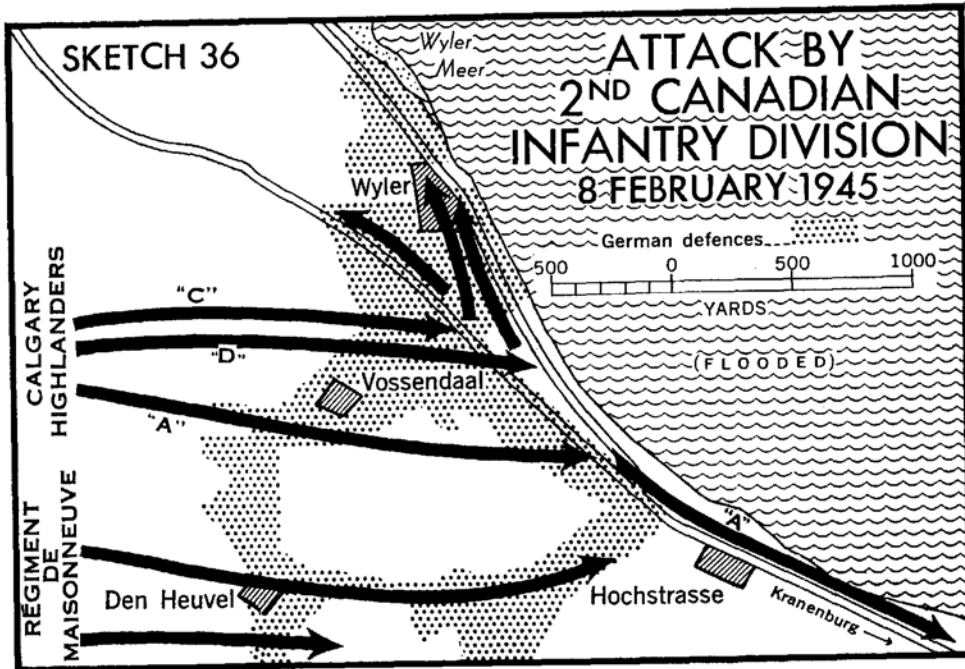 SKETCH 36
ATTACK BY
2ND CANADIAN
INFANTRY DIVISION
8 FEBRUARY 1945
Wyler
Meer
German defences
500 0 500 1000
YARDS
(FLOODED)
Wyler
CALGARY
HIGHLANDERS
"C"
"D"
Vossendaal
"A"
RÉGIMENT
DE
MAISONNEUVE
Den Heuvel
Hochstrasse
"A"
Kranenburg